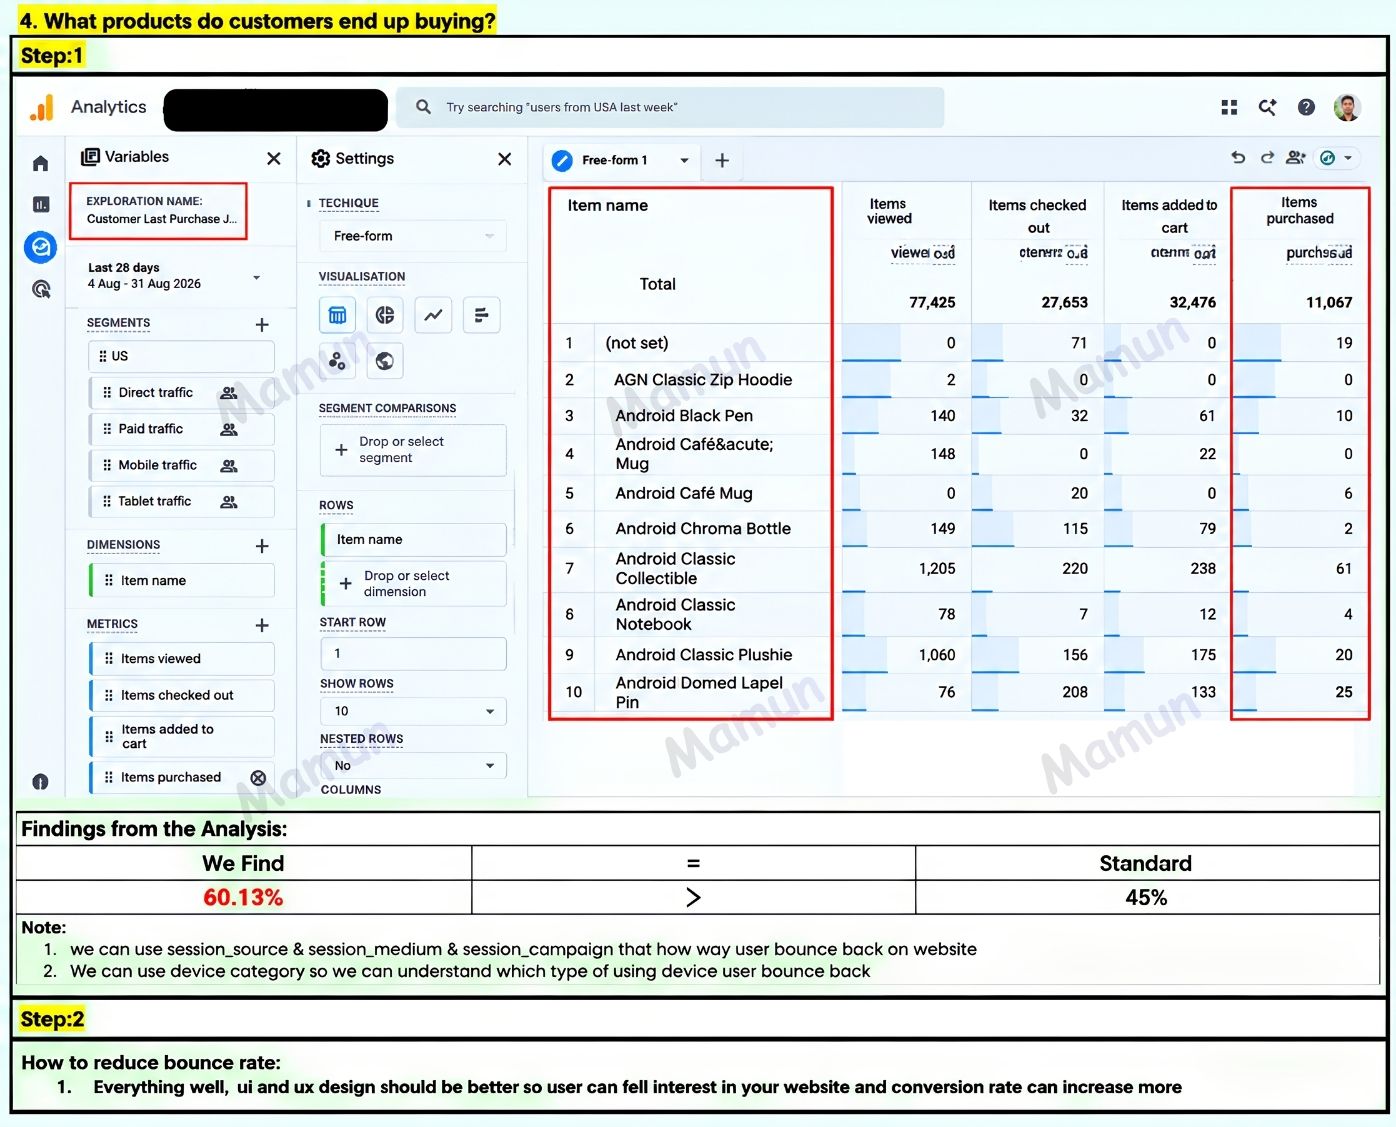 4. What products do customers end up buying?
Step:1
Analytics
Try searching "users from USA last week"
Variables
EXPLORATION NAME:
Customer Last Purchase J...
Last 28 days
4 Aug - 31 Aug 2026
SEGMENTS
US
Direct traffic
Paid traffic
Mobile traffic
Tablet traffic
DIMENSIONS
Item name
METRICS
Items viewed
Items checked out
Items added to
cart
Items purchased
Settings
TECHIQUE
Free-form
VISUALISATION
SEGMENT COMPARISONS
Drop or select
segment
ROWS
Item name
Drop or select
dimension
START ROW
1
SHOW ROWS
10
NESTED ROWS
No
COLUMNS
Free-form 1
Item name Items viewed Items checked out Items added to cart Items purchased
Total 77,425 27,653 32,476 11,067
1 (not set) 0 71 0 19
2 AGN Classic Zip Hoodie 2 0 0 0
3 Android Black Pen 140 32 61 10
4 Android Café&acute; Mug 148 0 22 0
5 Android Café Mug 0 20 0 6
6 Android Chroma Bottle 149 115 79 2
7 Android Classic Collectible 1,205 220 238 61
6 Android Classic Notebook 78 7 12 4
9 Android Classic Plushie 1,060 156 175 20
10 Android Domed Lapel Pin 76 208 133 25
Mamun
Mamun
Mamun
Mamun
Mamun
Mamun
Findings from the Analysis:
We Find = Standard
60.13% > 45%
Note:
1. we can use session_source & session_medium & session_campaign that how way user bounce back on website
2. We can use device category so we can understand which type of using device user bounce back
Step:2
How to reduce bounce rate:
1. Everything well, ui and ux design should be better so user can fell interest in your website and conversion rate can increase more